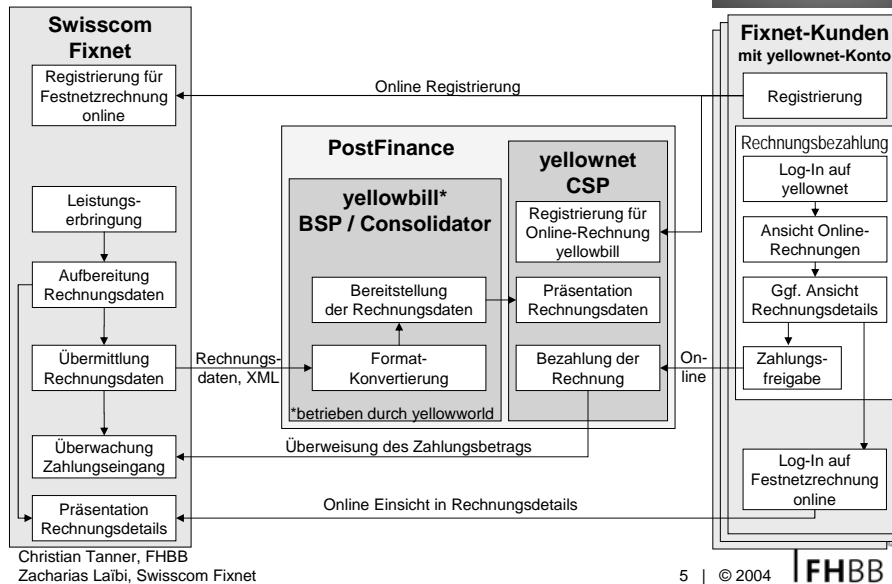 Swisscom
Fixnet
Registrierung für
Festnetzrechnung
online
Leistungs-
erbringung
Aufbereitung
Rechnungsdaten
Übermittlung
Rechnungsdaten
Überwachung
Zahlungseingang
Präsentation
Rechnungsdetails
Online Registrierung
Rechnungs-
daten, XML
PostFinance
yellowbill*
BSP / Consolidator
Bereitstellung
der Rechnungsdaten
Format-
Konvertierung
*betrieben durch yellowworld
yellownet
CSP
Registrierung für
Online-Rechnung
yellowbill
Präsentation
Rechnungsdaten
Bezahlung der
Rechnung
On-
line
Überweisung des Zahlungsbetrags
Online Einsicht in Rechnungsdetails
Fixnet-Kunden
mit yellownet-Konto
Registrierung
Rechnungsbezahlung
Log-In auf
yellownet
Ansicht Online-
Rechnungen
Ggf. Ansicht
Rechnungsdetails
Zahlungs-
freigabe
Log-In auf
Festnetzrechnung
online
Christian Tanner, FHBB
Zacharias Laïbi, Swisscom Fixnet
5 | © 2004
FHBB